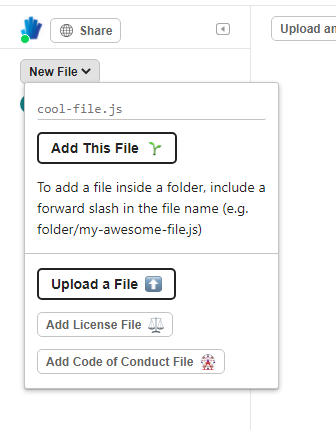 Share
Upload an
New File
cool-file.js
Add This File
To add a file inside a folder, include a
forward slash in the file name (e.g.
folder/my-awesome-file.js)
Upload a File
Add License File
Add Code of Conduct File